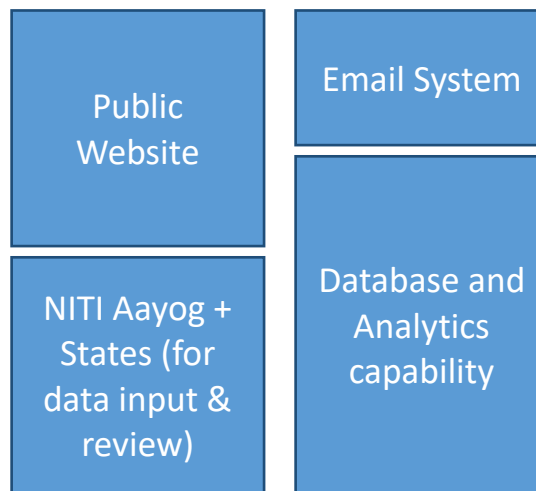 Public
Website
Email System
NITI Aayog +
States (for
data input &
review)
Database and
Analytics
capability